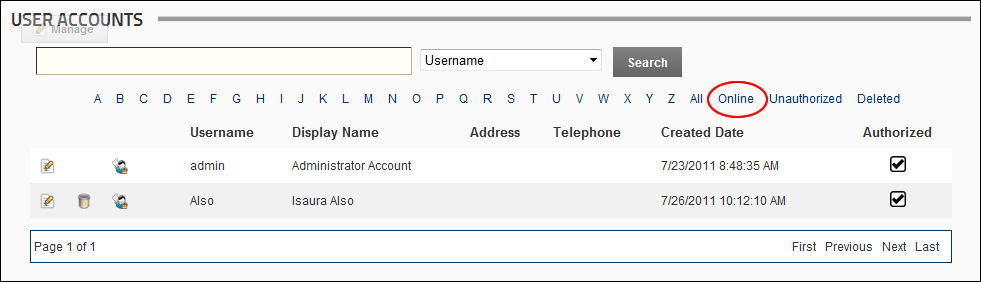 USER ACCOUNTS
Manage
Username
Search
A B C D E F G H I J K L M N O P Q R S T U V W X Y Z All Online Unauthorized Deleted
Username Display Name Address Telephone Created Date Authorized
admin Administrator Account 7/23/2011 8:48:35 AM
Also Isaura Also 7/26/2011 10:12:10 AM
Page 1 of 1 First Previous Next Last